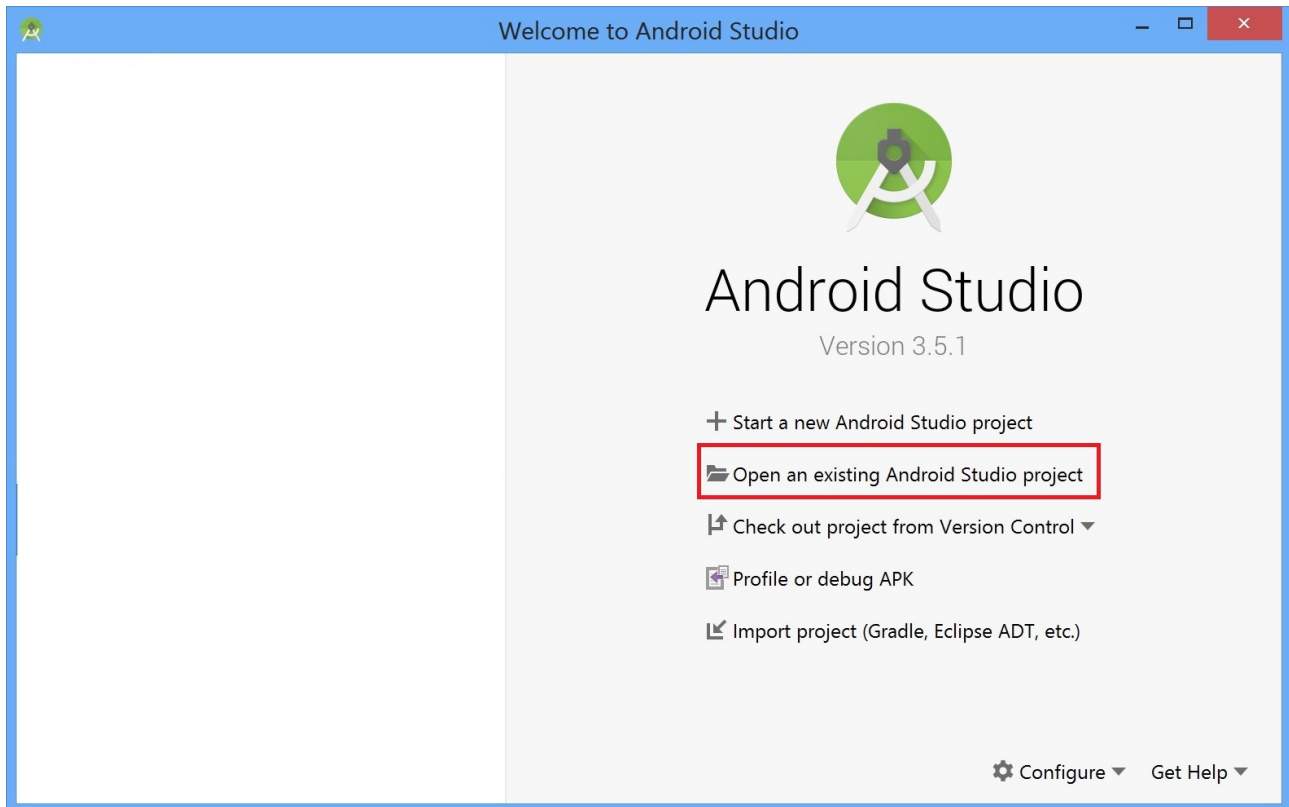 Welcome to Android Studio
Android Studio
Version 3.5.1
Start a new Android Studio project
Open an existing Android Studio project
Check out project from Version Control
Profile or debug APK
Import project (Gradle, Eclipse ADT, etc.)
Configure Get Help